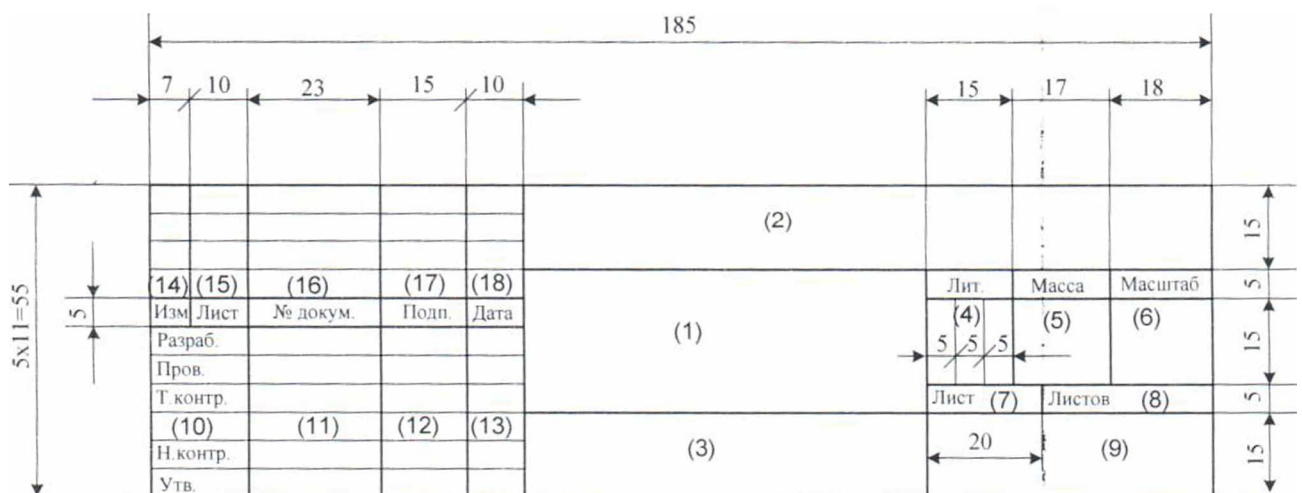 185
7 10 23 15 10 15 17 18
(2) 15
(14) (15) (16) (17) (18) Лит. Масса Масштаб 5
5 Изм Лист № докум. Подп. Дата (1) (4) (5) (6)
5х11=55 Разраб. 5 5 5 15
Пров.
Т.контр. Лист (7) Листов (8) 5
(10) (11) (12) (13) (3) 20 (9) 15
Н.контр.
Утв.